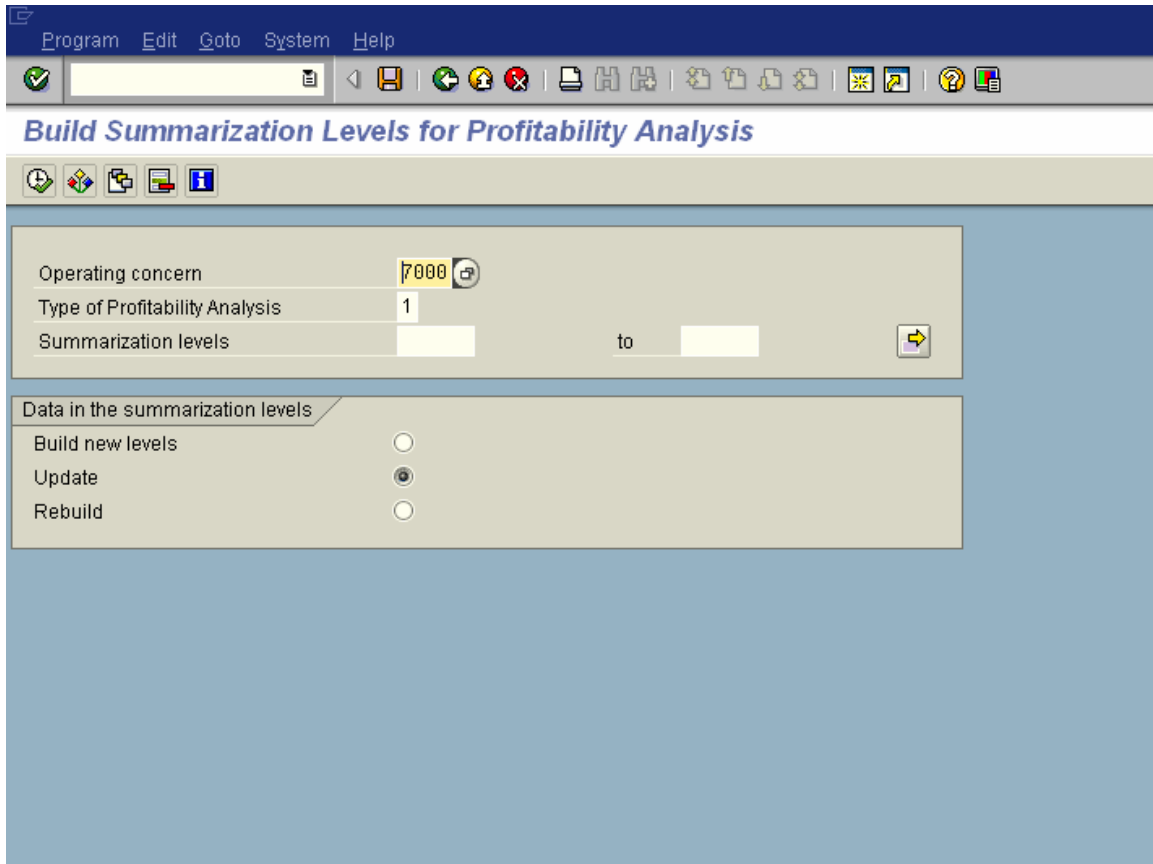 Program Edit Goto System Help
Build Summarization Levels for Profitability Analysis
Operating concern 7000
Type of Profitability Analysis 1
Summarization levels to
Data in the summarization levels
Build new levels
Update
Rebuild